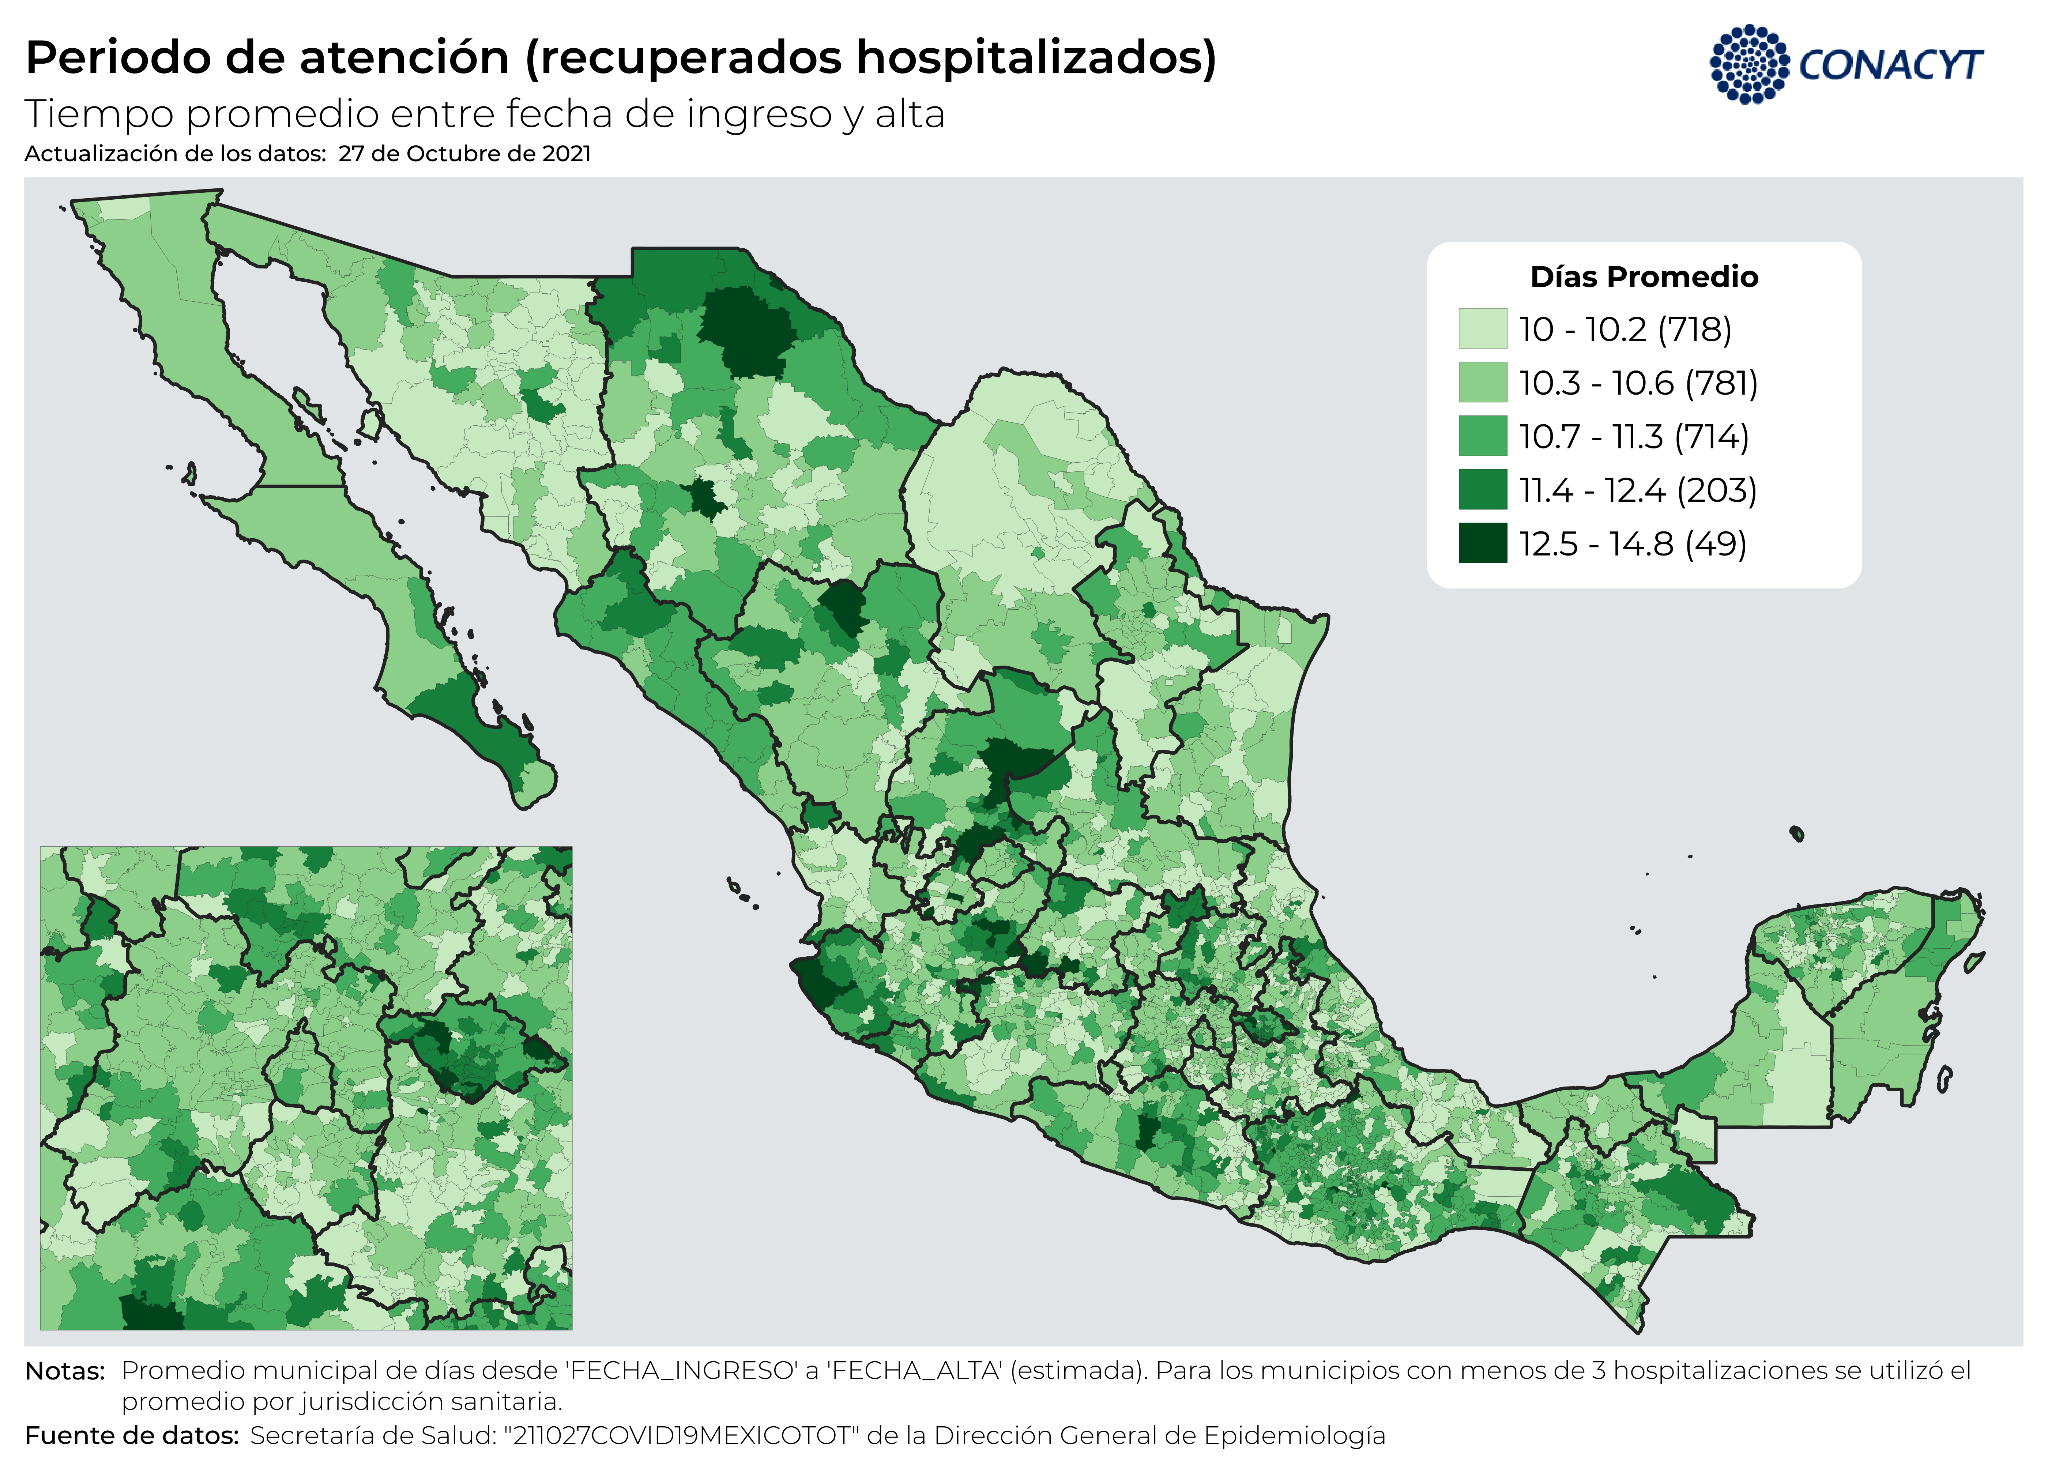 Periodo de atención (recuperados hospitalizados)
Tiempo promedio entre fecha de ingreso y alta
Actualización de los datos: 27 de Octubre de 2021
CONACYT
Días Promedio
10 - 10.2 (718)
10.3 - 10.6 (781)
10.7 - 11.3 (714)
11.4 - 12.4 (203)
12.5 - 14.8 (49)
Notas: Promedio municipal de días desde 'FECHA_INGRESO' a 'FECHA_ALTA' (estimada). Para los municipios con menos de 3 hospitalizaciones se utilizó el
promedio por jurisdicción sanitaria.
Fuente de datos: Secretaría de Salud: "211027COVID19MEXICOTOT" de la Dirección General de Epidemiología